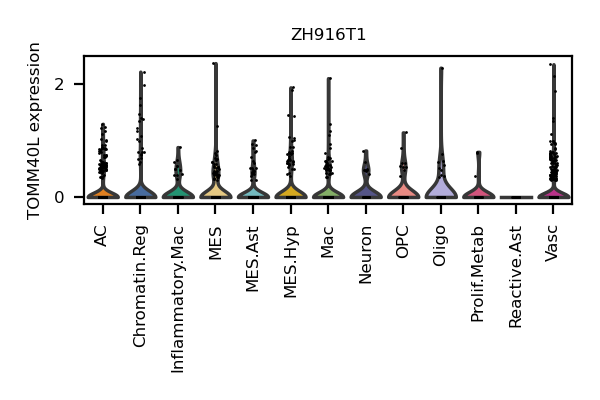 ZH916T1
TOMM40L expression
2
0
AC
Chromatin.Reg
Inflammatory.Mac
MES
MES.Ast
MES.Hyp
Mac
Neuron
OPC
Oligo
Prolif.Metab
Reactive.Ast
Vasc